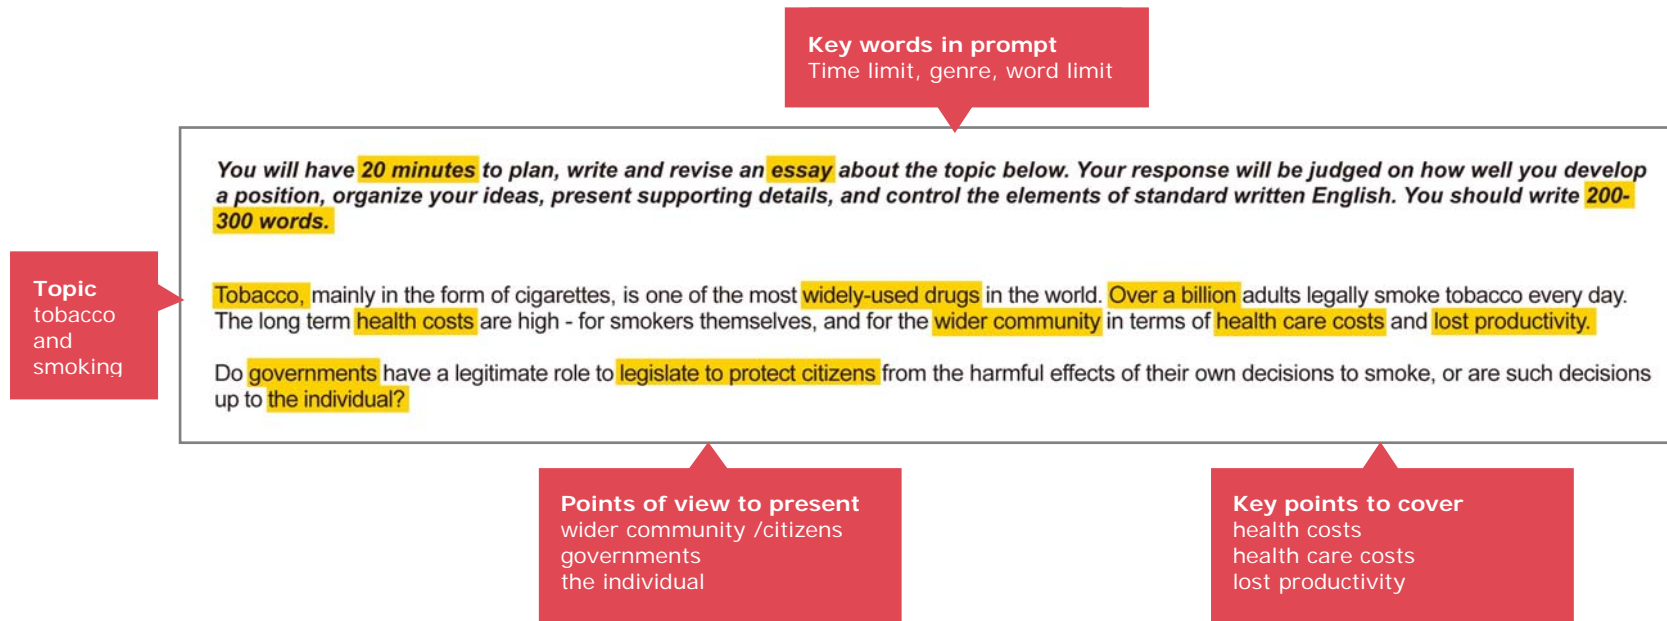 Key words in prompt
Time limit, genre, word limit
You will have 20 minutes to plan, write and revise an essay about the topic below. Your response will be judged on how well you develop
a position, organize your ideas, present supporting details, and control the elements of standard written English. You should write 200-
300 words.
Topic
tobacco
and
smoking
Tobacco, mainly in the form of cigarettes, is one of the most widely-used drugs in the world. Over a billion adults legally smoke tobacco every day.
The long term health costs are high - for smokers themselves, and for the wider community in terms of health care costs and lost productivity.
Do governments have a legitimate role to legislate to protect citizens from the harmful effects of their own decisions to smoke, or are such decisions
up to the individual?
Points of view to present
wider community /citizens
governments
the individual
Key points to cover
health costs
health care costs
lost productivity